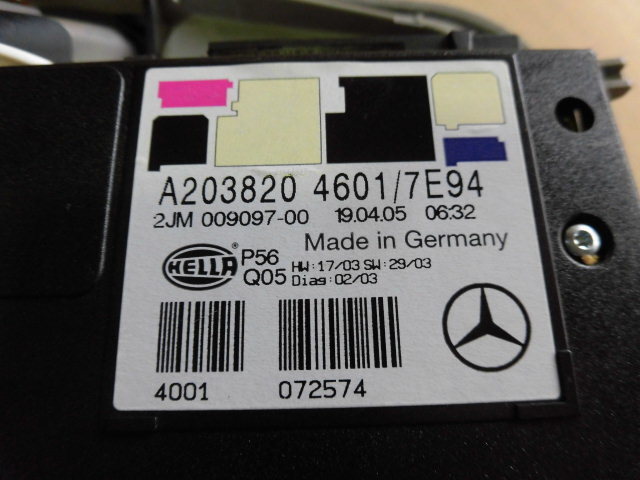 A203820 4601/7E94
2JM 009097-00 19.04.05 06:32
Made in Germany
HELLA P56 HW:17/03 SW:29/03
Q05 Diag:02/03
4001 072574